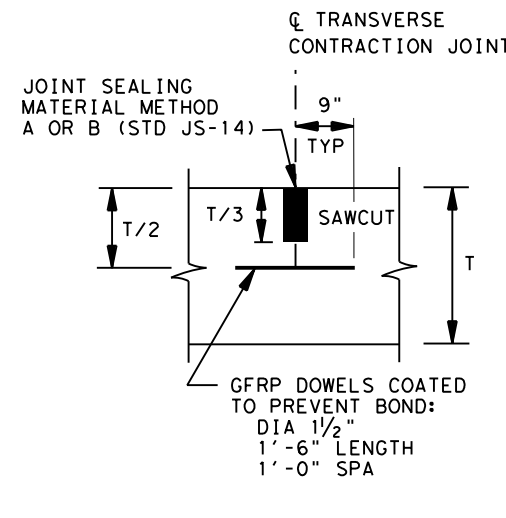 ℄ TRANSVERSE
CONTRACTION JOINT
JOINT SEALING
MATERIAL METHOD
A OR B (STD JS-14)
9"
TYP
T/3
SAWCUT
T/2
T
GFRP DOWELS COATED
TO PREVENT BOND:
DIA 1½"
1'-6" LENGTH
1'-0" SPA